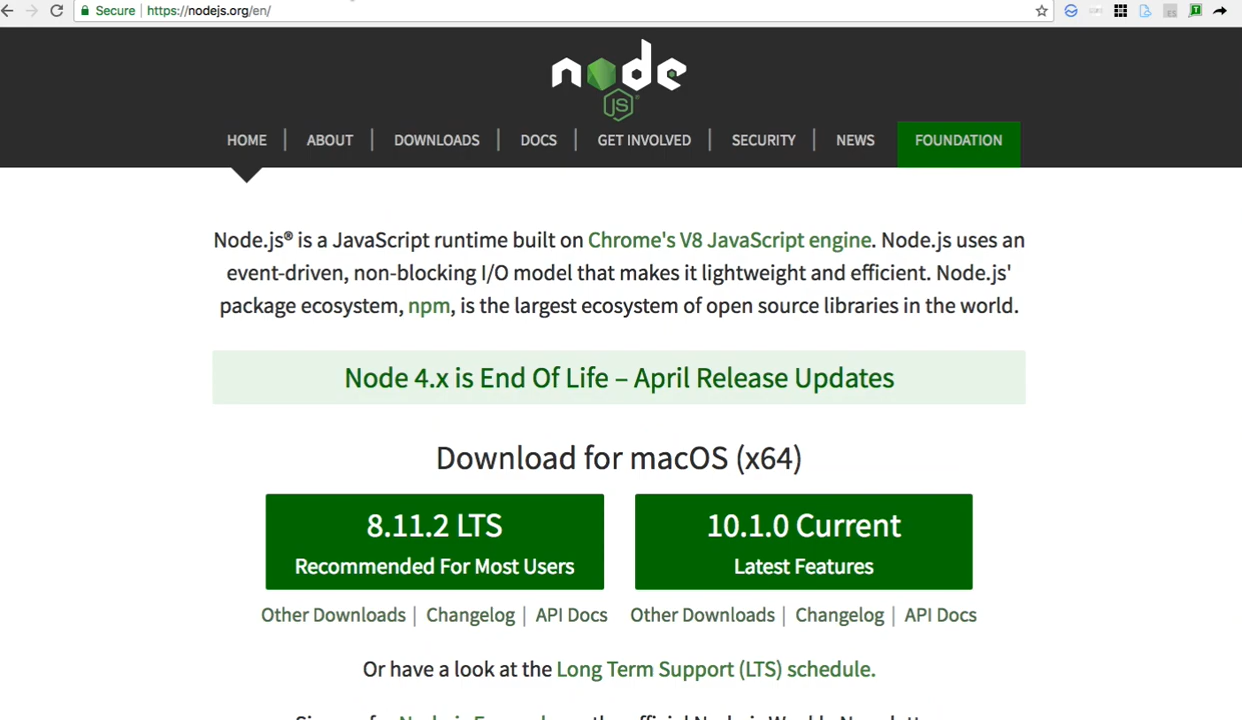 Secure https://nodejs.org/en/
node
JS
HOME ABOUT DOWNLOADS DOCS GET INVOLVED SECURITY NEWS FOUNDATION
Node.js® is a JavaScript runtime built on Chrome's V8 JavaScript engine. Node.js uses an
event-driven, non-blocking I/O model that makes it lightweight and efficient. Node.js'
package ecosystem, npm, is the largest ecosystem of open source libraries in the world.
Node 4.x is End Of Life – April Release Updates
Download for macOS (x64)
8.11.2 LTS
Recommended For Most Users
10.1.0 Current
Latest Features
Other Downloads | Changelog | API Docs
Other Downloads | Changelog | API Docs
Or have a look at the Long Term Support (LTS) schedule.